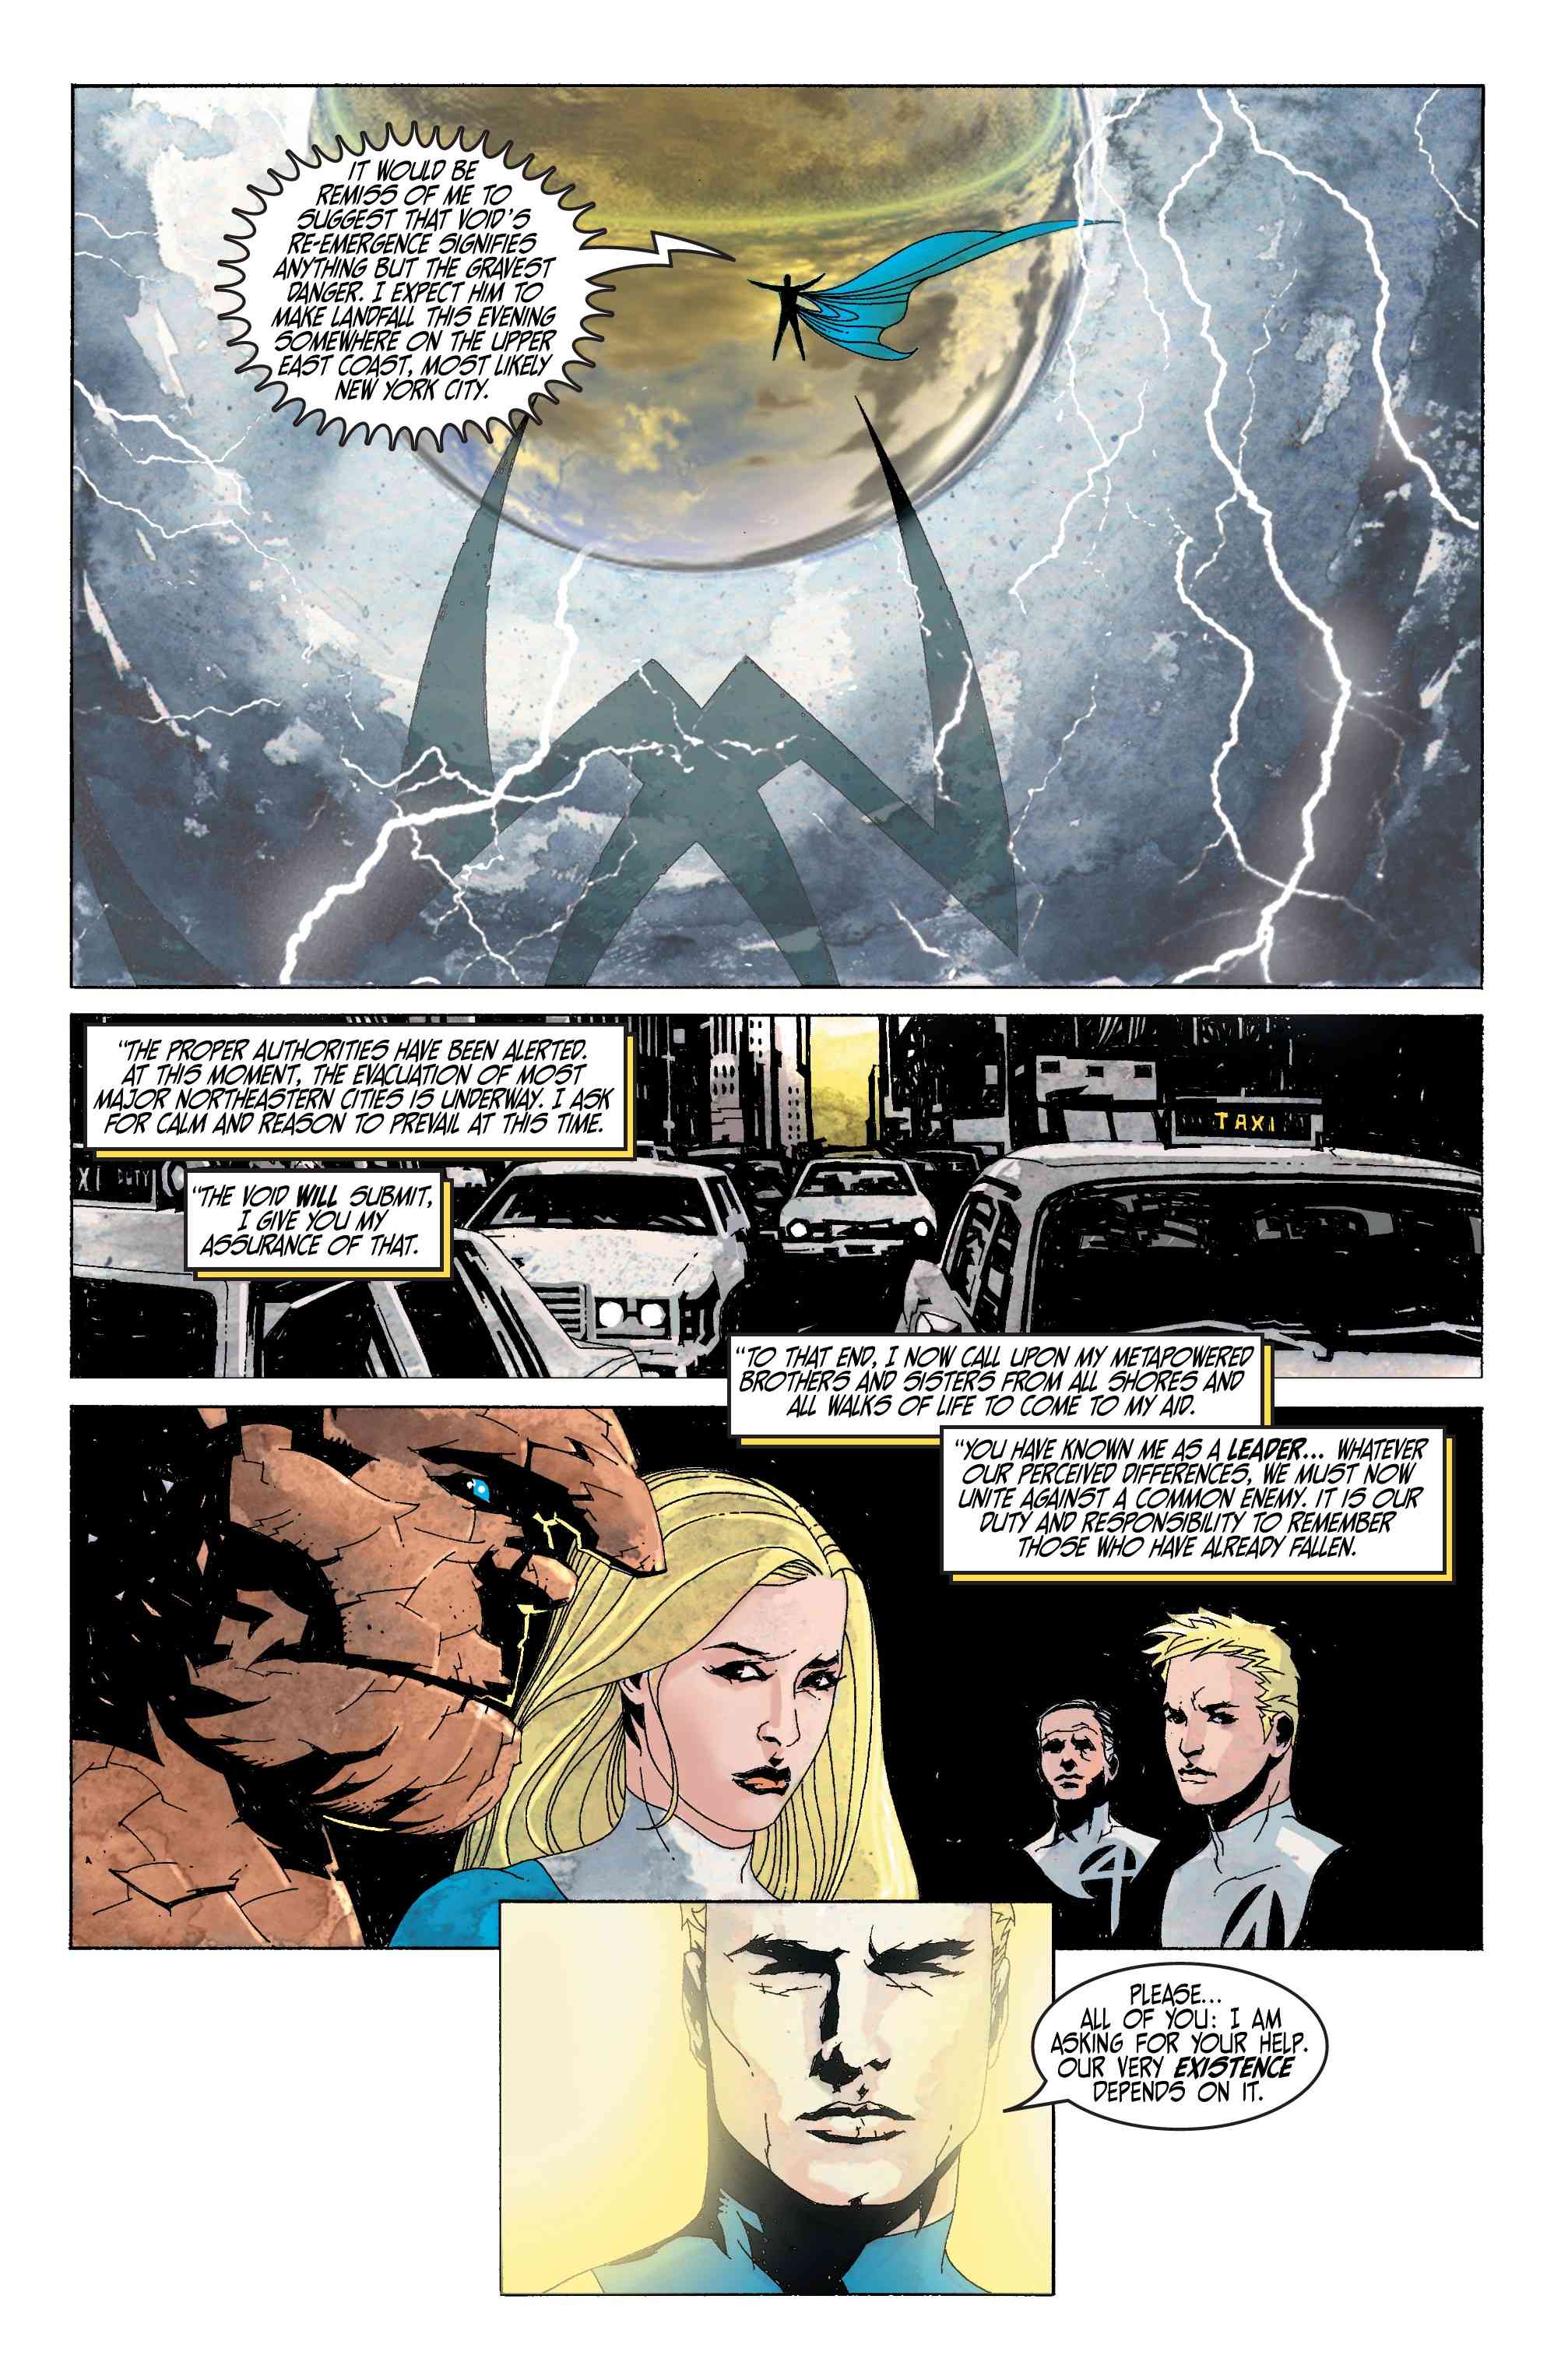 IT WOULD BE
REMISS OF ME TO
SUGGEST THAT VOID'S
RE-EMERGENCE SIGNIFIES
ANYTHING BUT THE GRAVEST
DANGER. I EXPECT HIM TO
MAKE LANDFALL THIS EVENING
SOMEWHERE ON THE UPPER
EAST COAST, MOST LIKELY
NEW YORK CITY.
"THE PROPER AUTHORITIES HAVE BEEN ALERTED.
AT THIS MOMENT, THE EVACUATION OF MOST
MAJOR NORTHEASTERN CITIES IS UNDERWAY. I ASK
FOR CALM AND REASON TO PREVAIL AT THIS TIME.
TAXI
XI DUTY
"THE VOID WILL SUBMIT,
I GIVE YOU MY
ASSURANCE OF THAT.
"TO THAT END, I NOW CALL UPON MY METAPOWERED
BROTHERS AND SISTERS FROM ALL SHORES AND
ALL WALKS OF LIFE TO COME TO MY AID.
"YOU HAVE KNOWN ME AS A LEADER... WHATEVER
OUR PERCEIVED DIFFERENCES, WE MUST NOW
UNITE AGAINST A COMMON ENEMY. IT IS OUR
DUTY AND RESPONSIBILITY TO REMEMBER
THOSE WHO HAVE ALREADY FALLEN.
4
4
PLEASE...
ALL OF YOU: I AM
ASKING FOR YOUR HELP.
OUR VERY EXISTENCE
DEPENDS ON IT.